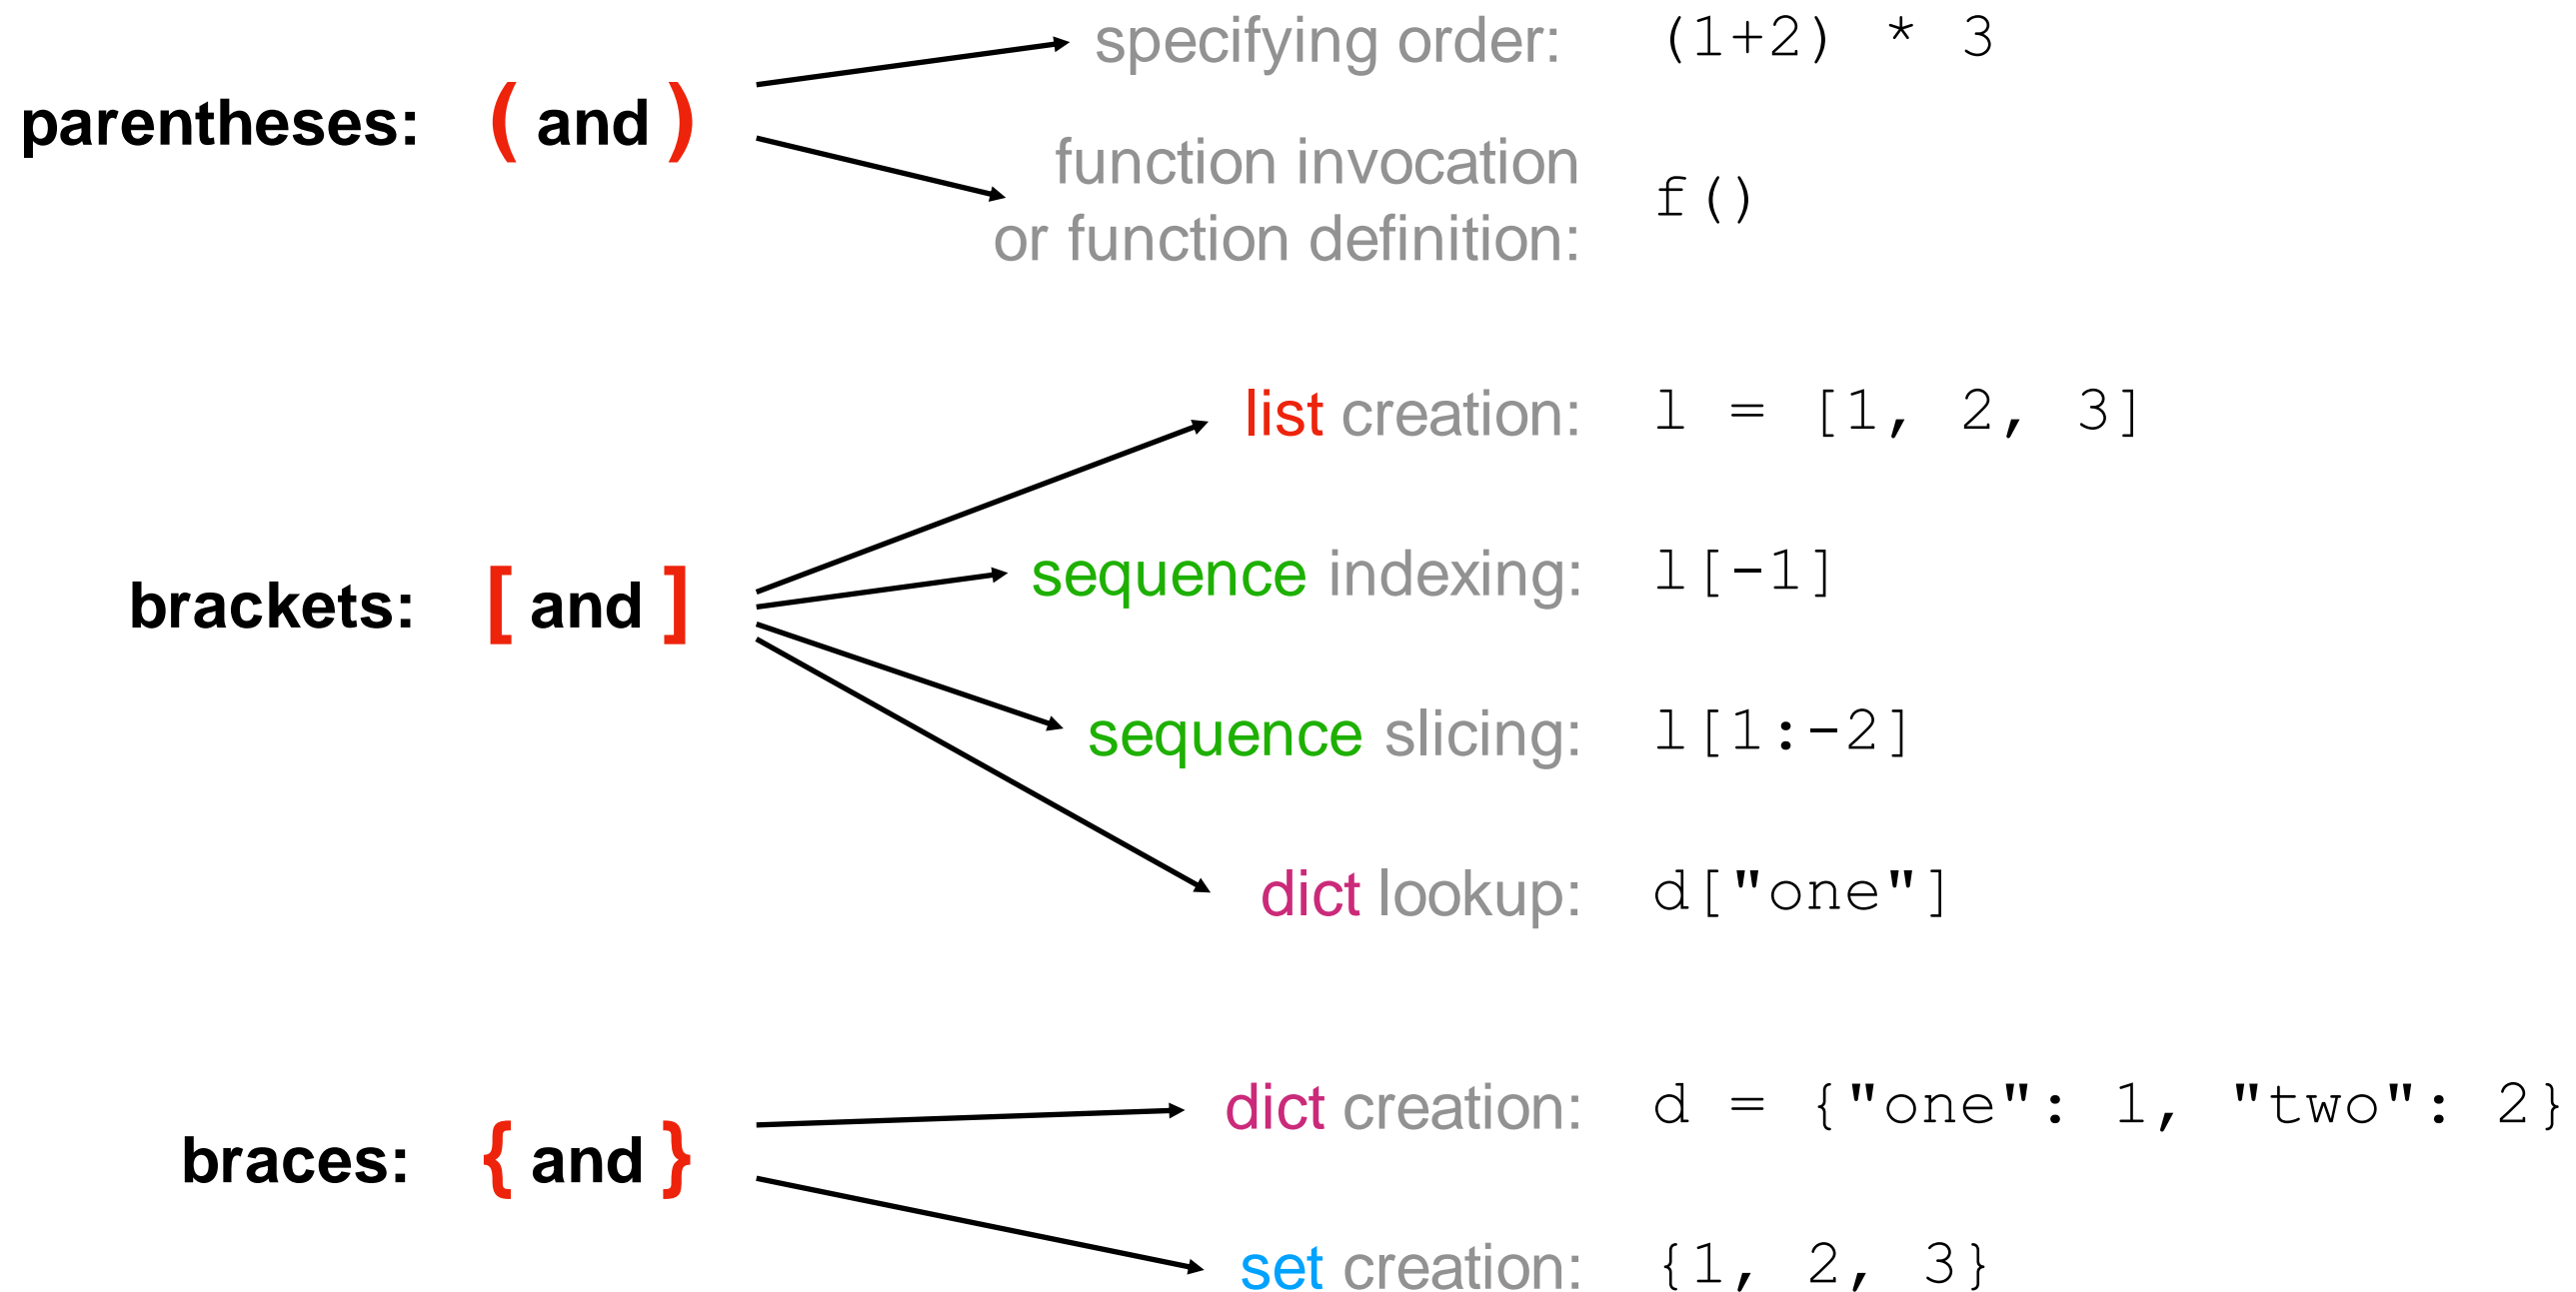 parentheses: ( and )
specifying order: (1+2) * 3
function invocation
or function definition: f()
brackets: [ and ]
list creation: l = [1, 2, 3]
sequence indexing: l[-1]
sequence slicing: l[1:-2]
dict lookup: d["one"]
braces: { and }
dict creation: d = {"one": 1, "two": 2}
set creation: {1, 2, 3}